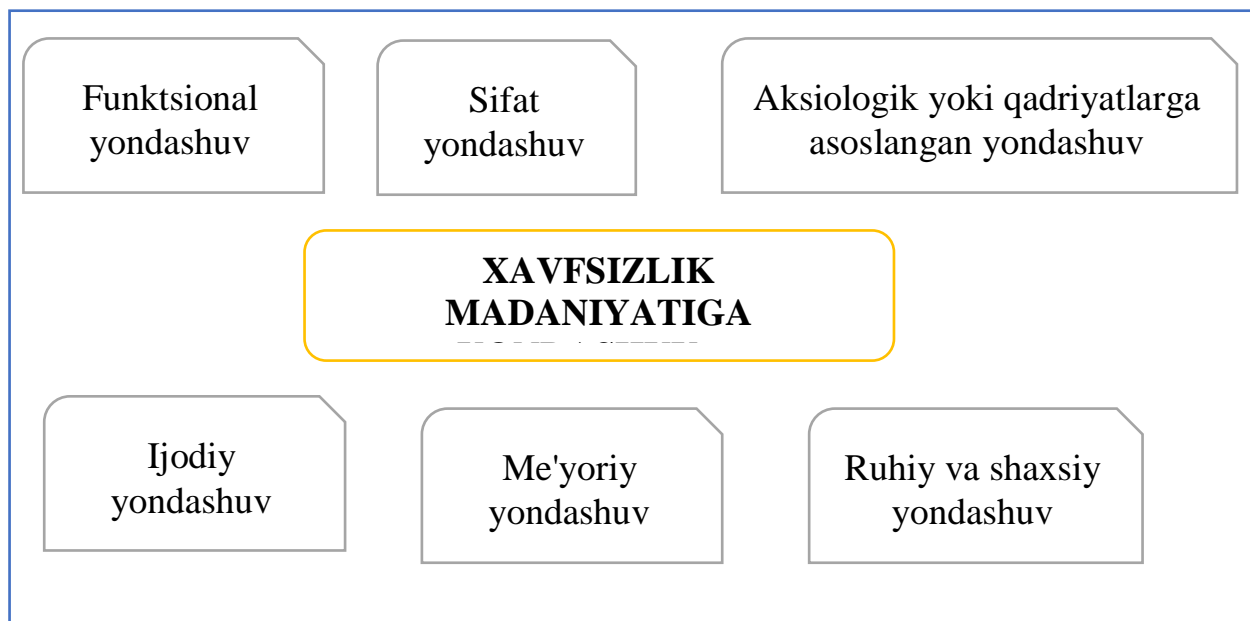 Funktsional
yondashuv
Sifat
yondashuv
Aksiologik yoki qadriyatlarga
asoslangan yondashuv
XAVFSIZLIK
MADANIYATIGA
Ijodiy
yondashuv
Me'yoriy
yondashuv
Ruhiy va shaxsiy
yondashuv